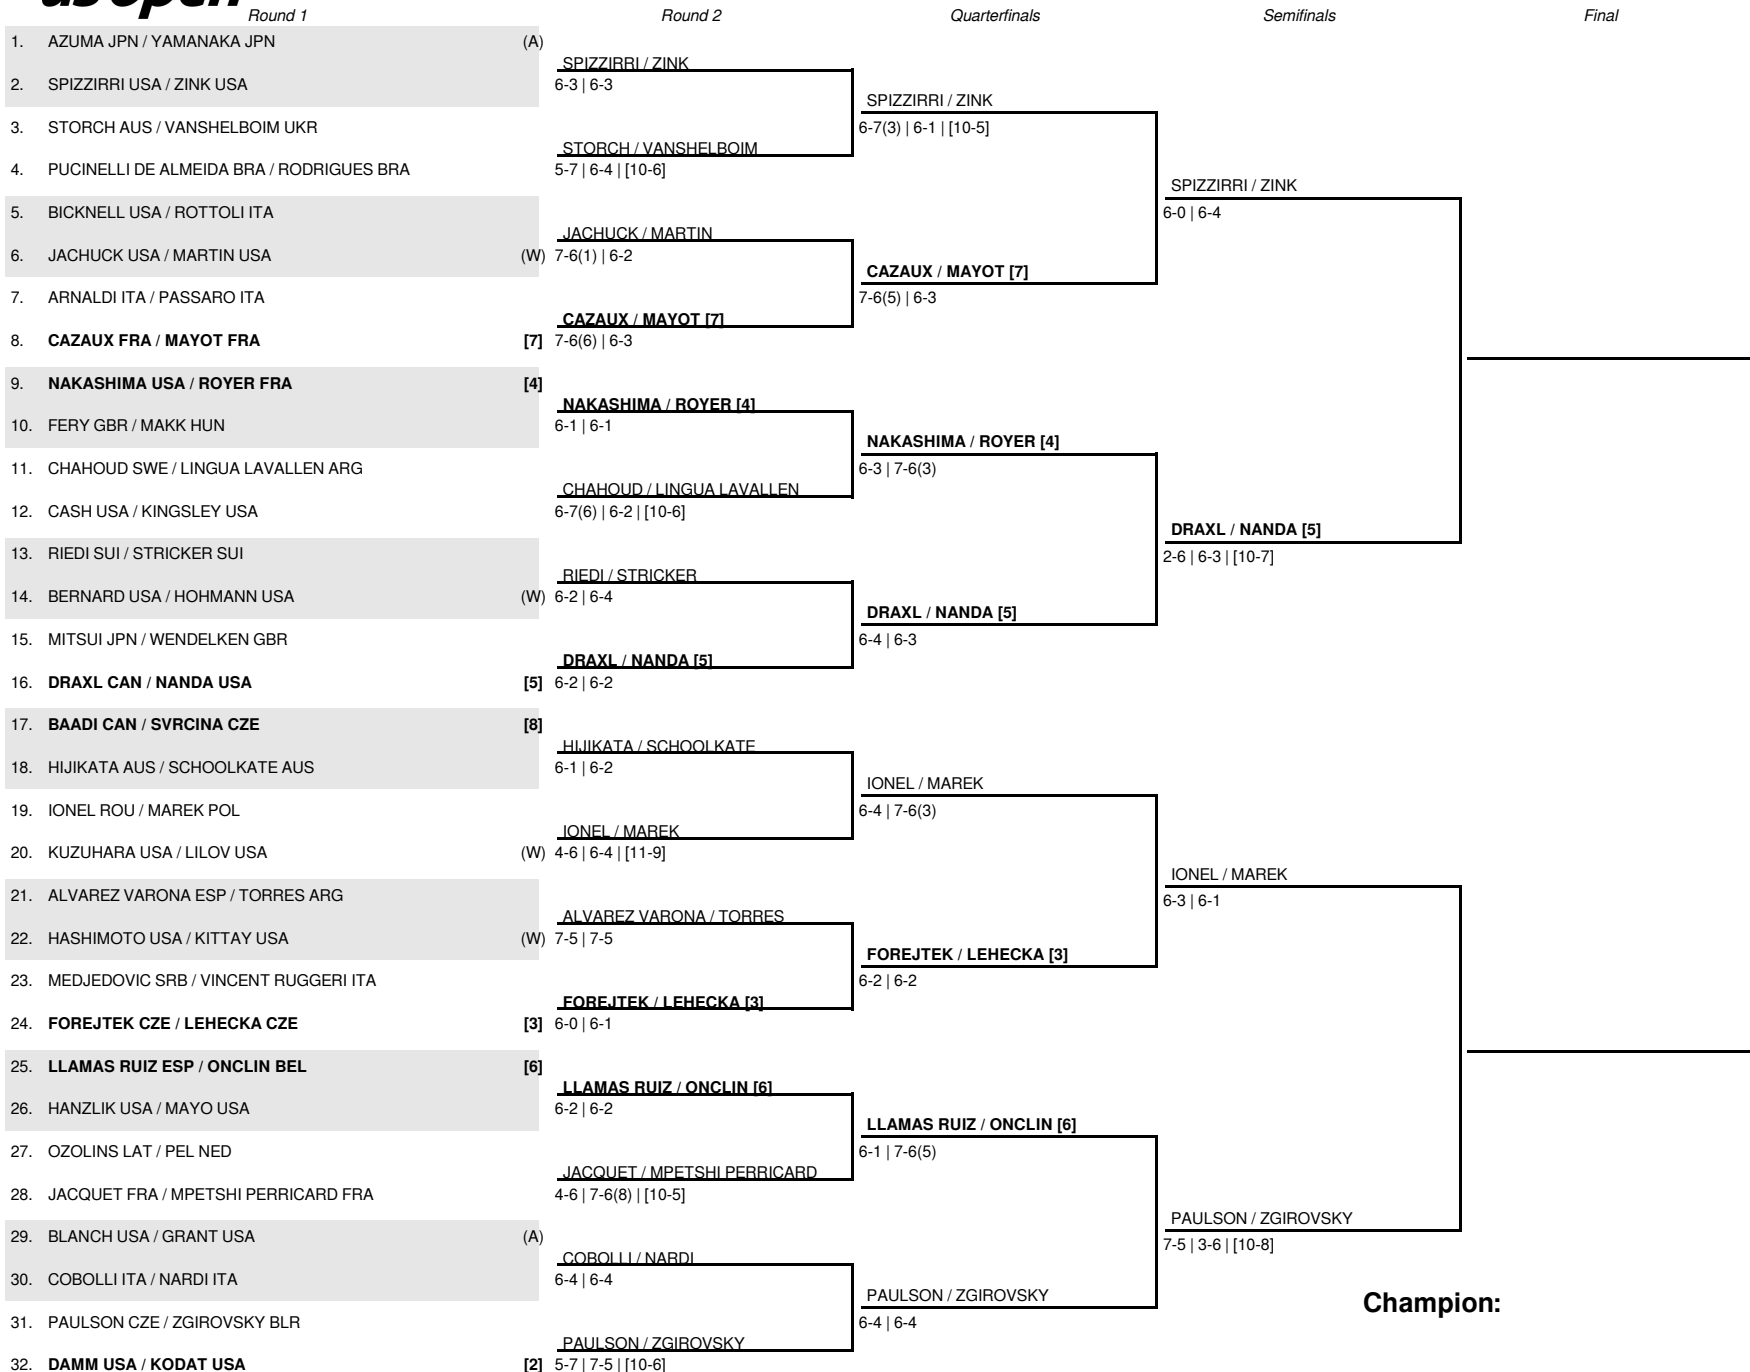 us open
Round 1 Round 2 Quarterfinals Semifinals Final
1. AZUMA JPN / YAMANAKA JPN (A)
SPIZZIRRI / ZINK
2. SPIZZIRRI USA / ZINK USA 6-3 | 6-3
SPIZZIRRI / ZINK
3. STORCH AUS / VANSHELBOIM UKR 6-7(3) | 6-1 | [10-5]
STORCH / VANSHELBOIM
4. PUCINELLI DE ALMEIDA BRA / RODRIGUES BRA 5-7 | 6-4 | [10-6]
SPIZZIRRI / ZINK
5. BICKNELL USA / ROTTOLI ITA 6-0 | 6-4
JACHUCK / MARTIN
6. JACHUCK USA / MARTIN USA (W) 7-6(1) | 6-2
CAZAUX / MAYOT [7]
7. ARNALDI ITA / PASSARO ITA 7-6(5) | 6-3
CAZAUX / MAYOT [7]
8. CAZAUX FRA / MAYOT FRA [7] 7-6(6) | 6-3
9. NAKASHIMA USA / ROYER FRA [4]
NAKASHIMA / ROYER [4]
10. FERY GBR / MAKK HUN 6-1 | 6-1
NAKASHIMA / ROYER [4]
11. CHAHOUD SWE / LINGUA LAVALLEN ARG 6-3 | 7-6(3)
CHAHOUD / LINGUA LAVALLEN
12. CASH USA / KINGSLEY USA 6-7(6) | 6-2 | [10-6]
DRAXL / NANDA [5]
13. RIEDI SUI / STRICKER SUI 2-6 | 6-3 | [10-7]
RIEDI / STRICKER
14. BERNARD USA / HOHMANN USA (W) 6-2 | 6-4
DRAXL / NANDA [5]
15. MITSUI JPN / WENDELKEN GBR 6-4 | 6-3
DRAXL / NANDA [5]
16. DRAXL CAN / NANDA USA [5] 6-2 | 6-2
17. BAADI CAN / SVRCINA CZE [8]
HIJIKATA / SCHOOLKATE
18. HIJIKATA AUS / SCHOOLKATE AUS 6-1 | 6-2
IONEL / MAREK
19. IONEL ROU / MAREK POL 6-4 | 7-6(3)
IONEL / MAREK
20. KUZUHARA USA / LILOV USA (W) 4-6 | 6-4 | [11-9]
IONEL / MAREK
21. ALVAREZ VARONA ESP / TORRES ARG 6-3 | 6-1
ALVAREZ VARONA / TORRES
22. HASHIMOTO USA / KITTAY USA (W) 7-5 | 7-5
FOREJTEK / LEHECKA [3]
23. MEDJEDOVIC SRB / VINCENT RUGGERI ITA 6-2 | 6-2
FOREJTEK / LEHECKA [3]
24. FOREJTEK CZE / LEHECKA CZE [3] 6-0 | 6-1
25. LLAMAS RUIZ ESP / ONCLIN BEL [6]
LLAMAS RUIZ / ONCLIN [6]
26. HANZLIK USA / MAYO USA 6-2 | 6-2
LLAMAS RUIZ / ONCLIN [6]
27. OZOLINS LAT / PEL NED 6-1 | 7-6(5)
JACQUET / MPETSHI PERRICARD
28. JACQUET FRA / MPETSHI PERRICARD FRA 4-6 | 7-6(8) | [10-5]
PAULSON / ZGIROVSKY
29. BLANCH USA / GRANT USA (A) 7-5 | 3-6 | [10-8]
COBOLLI / NARDI
30. COBOLLI ITA / NARDI ITA 6-4 | 6-4
PAULSON / ZGIROVSKY
Champion:
31. PAULSON CZE / ZGIROVSKY BLR 6-4 | 6-4
PAULSON / ZGIROVSKY
32. DAMM USA / KODAT USA [2] 5-7 | 7-5 | [10-6]